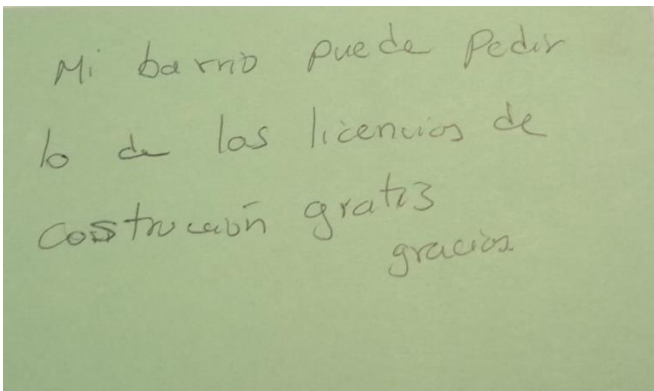 Mi barrio puede Pedir
lo de las licencias de
costrucción gratis
gracias